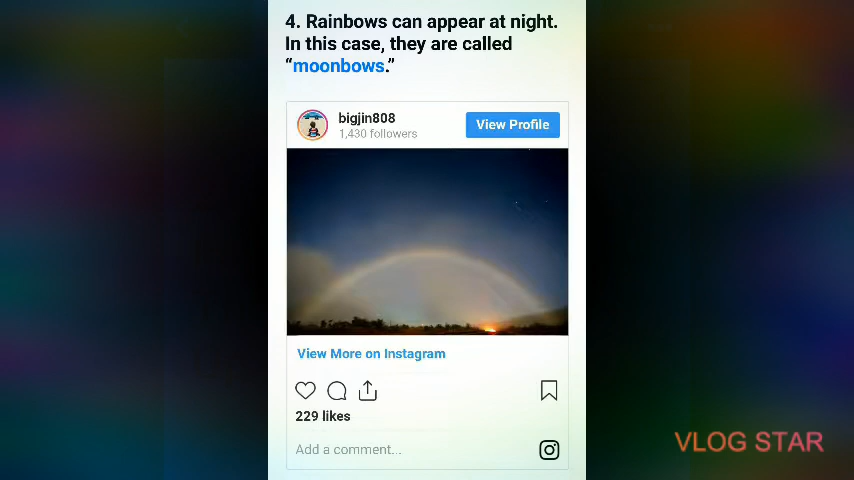 4. Rainbows can appear at night.
In this case, they are called
“moonbows.”
bigjin808
1,430 followers
View Profile
View More on Instagram
229 likes
Add a comment...
VLOG STAR